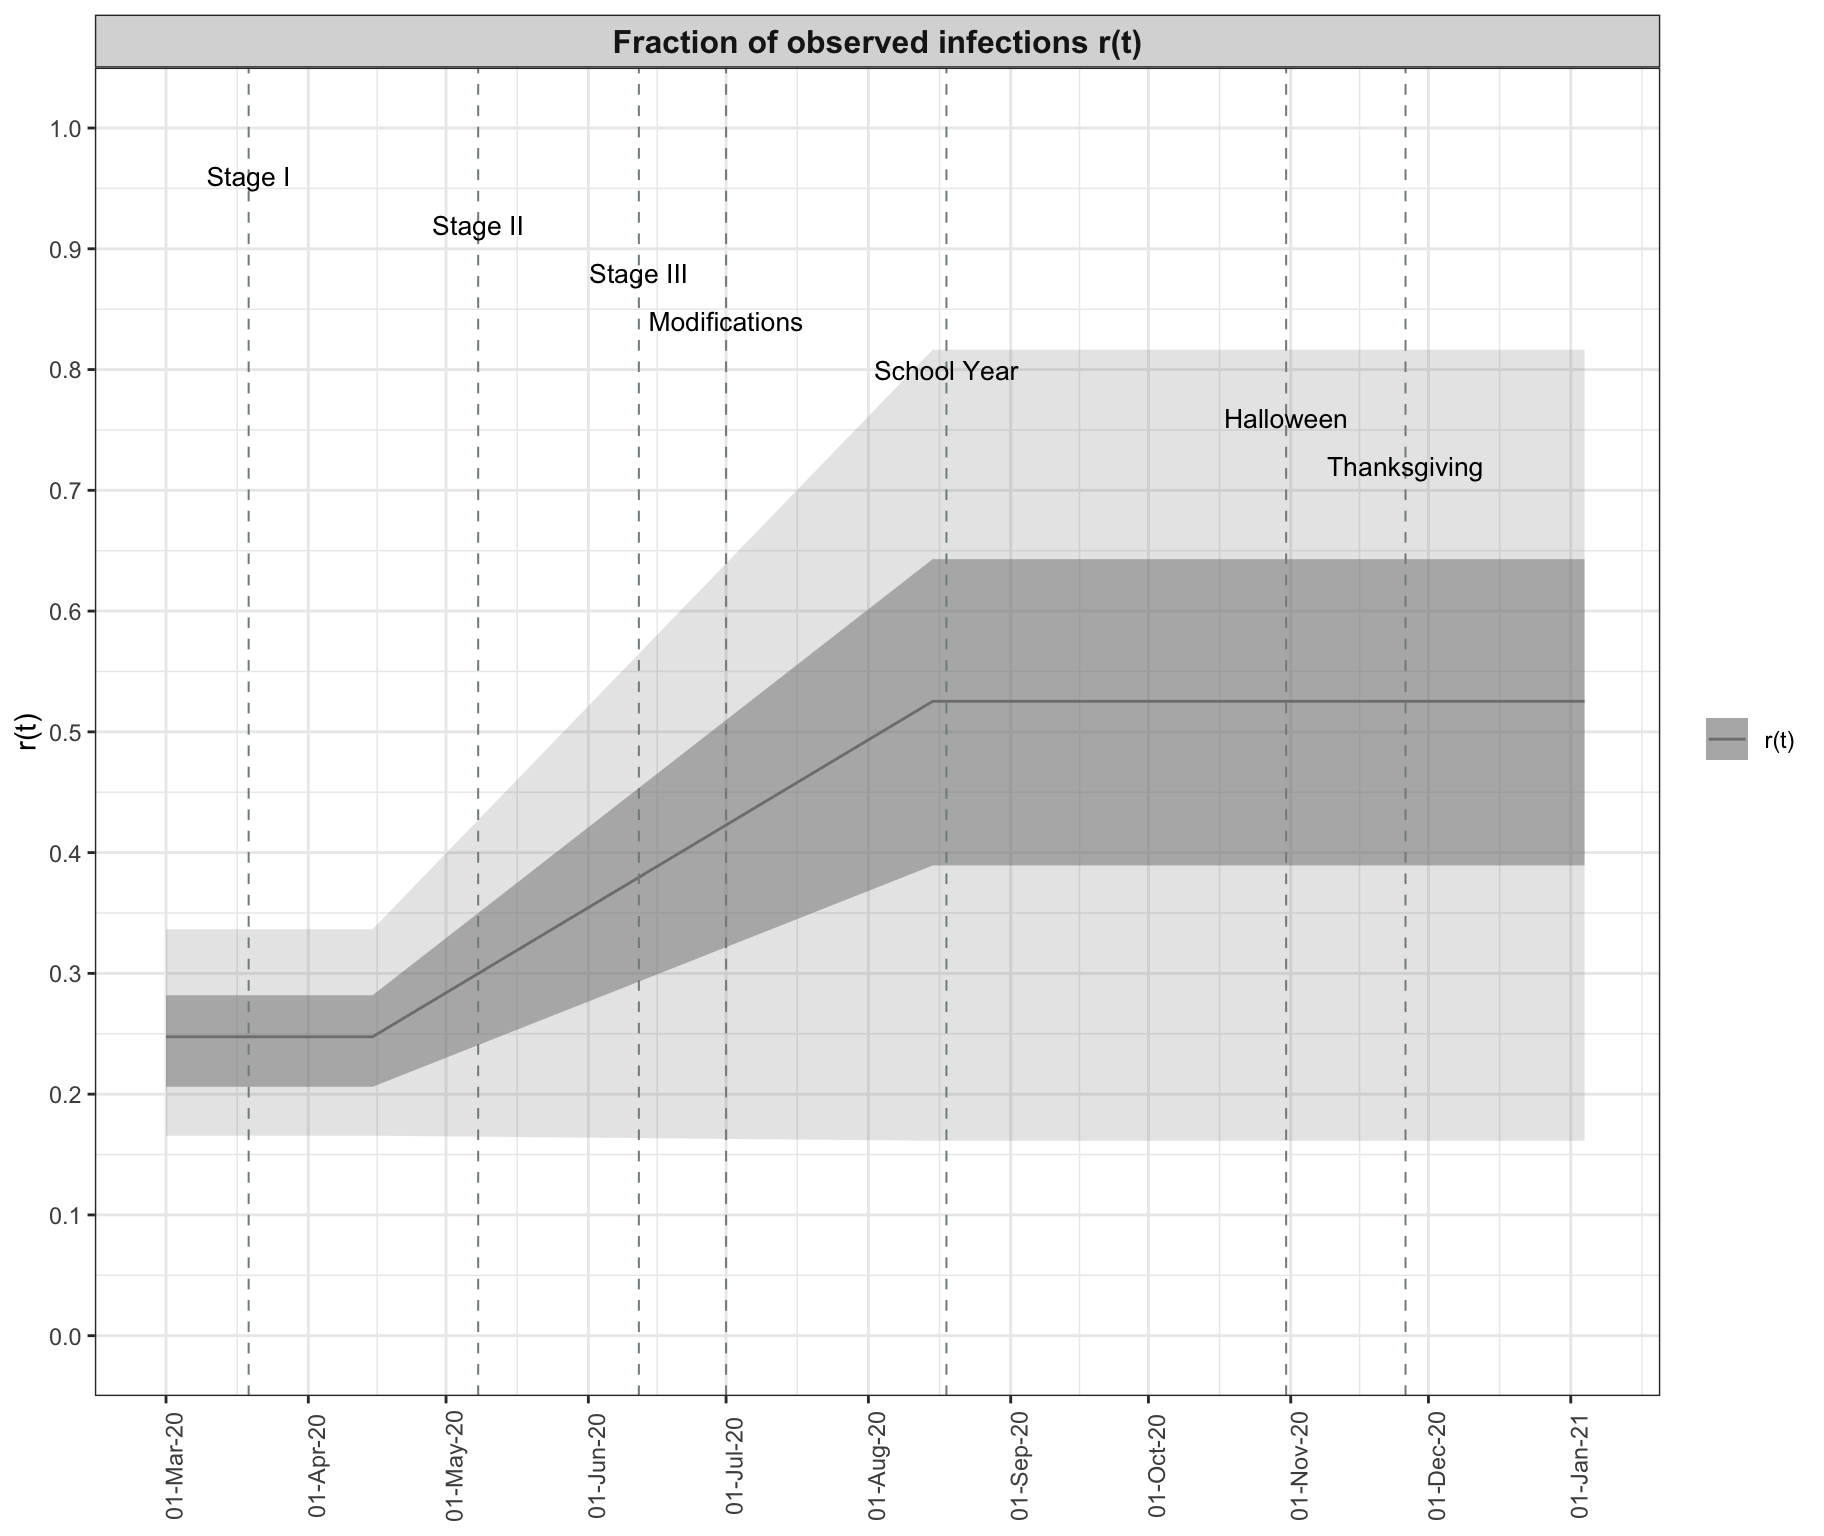 Fraction of observed infections r(t)
1.0
0.9
0.8
0.7
0.6
0.5
0.4
0.3
0.2
0.1
0.0
r(t)
Stage I
Stage II
Stage III
Modifications
School Year
Halloween
Thanksgiving
r(t)
01-Mar-20
01-Apr-20
01-May-20
01-Jun-20
01-Jul-20
01-Aug-20
01-Sep-20
01-Oct-20
01-Nov-20
01-Dec-20
01-Jan-21